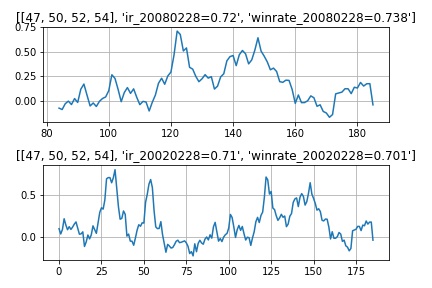 [[47, 50, 52, 54], 'ir_20080228=0.72', 'winrate_20080228=0.738']
0.75
0.50
0.25
0.00
80 100 120 140 160 180
[[47, 50, 52, 54], 'ir_20020228=0.71', 'winrate_20020228=0.701']
0.5
0.0
0 25 50 75 100 125 150 175